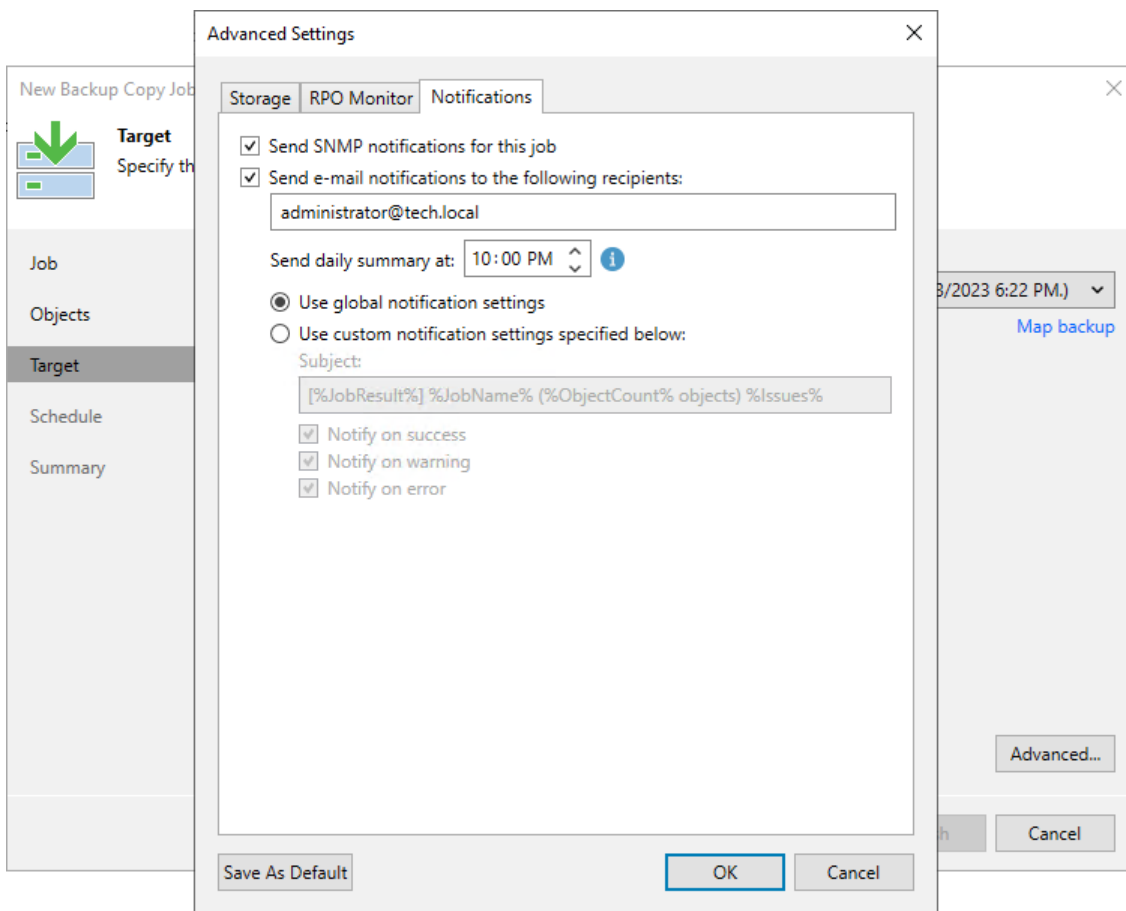 Advanced Settings
New Backup Copy Job
Target
Specify th
Job
Objects
Target
Schedule
Summary
Storage
RPO Monitor
Notifications
Send SNMP notifications for this job
Send e-mail notifications to the following recipients:
administrator@tech.local
Send daily summary at: 10:00 PM
Use global notification settings
Use custom notification settings specified below:
Subject:
[%JobResult%] %JobName% (%ObjectCount% objects) %Issues%
Notify on success
Notify on warning
Notify on error
3/2023 6:22 PM.)
Map backup
Advanced...
h
Cancel
Save As Default
OK
Cancel